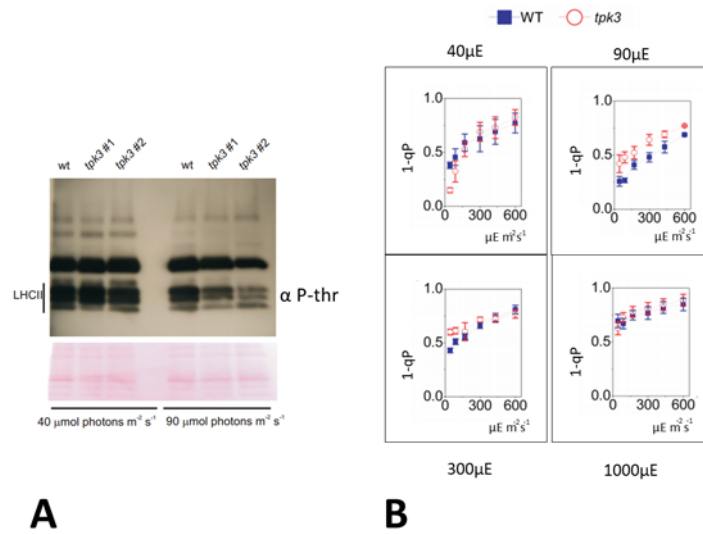 WT tpk3
40µE 90µE
wt tpk3 #1 tpk3 #2 wt tpk3 #1 tpk3 #2
LHCII
α P-thr
40 µmol photons m⁻² s⁻¹ 90 µmol photons m⁻² s⁻¹
1.0
0.5
0.0
1-qP
0 300 600
µE m⁻²s⁻¹
1.0
0.5
0.0
1-qP
0 300 600
µE m⁻²s⁻¹
1.0
0.5
0.0
1-qP
0 300 600
µE m⁻²s⁻¹
1.0
0.5
0.0
1-qP
0 300 600
µE m⁻²s⁻¹
300µE 1000µE
A B